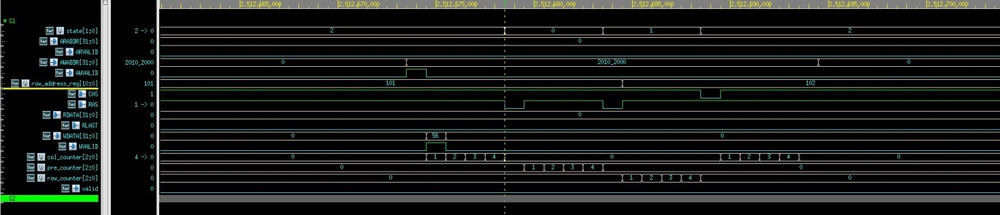 2,512,665,000 2,512,670,000 2,512,675,000 2,512,680,000 2,512,685,000 2,512,690,000 2,512,695,000 2,512,700,000
G1
state[1:0] 2 -> 0 2 0 1 2
ARADDR[31:0] 0 0
ARVALID 0
AWADDR[31:0] 2010_2000 0 2010_2000 0
AWVALID 0
row_address_reg[10:0] 101 101 102
CAS 1
RAS 1 -> 0
RDATA[31:0] 0 0
RLAST 0
WDATA[31:0] 0 0 56 0
WVALID 0
col_counter[2:0] 4 -> 0 0 1 2 3 4 0 1 2 3 4 0
pre_counter[2:0] 0 0 1 2 3 4 0
row_counter[2:0] 0 0 1 2 3 4 0
valid 0
G2